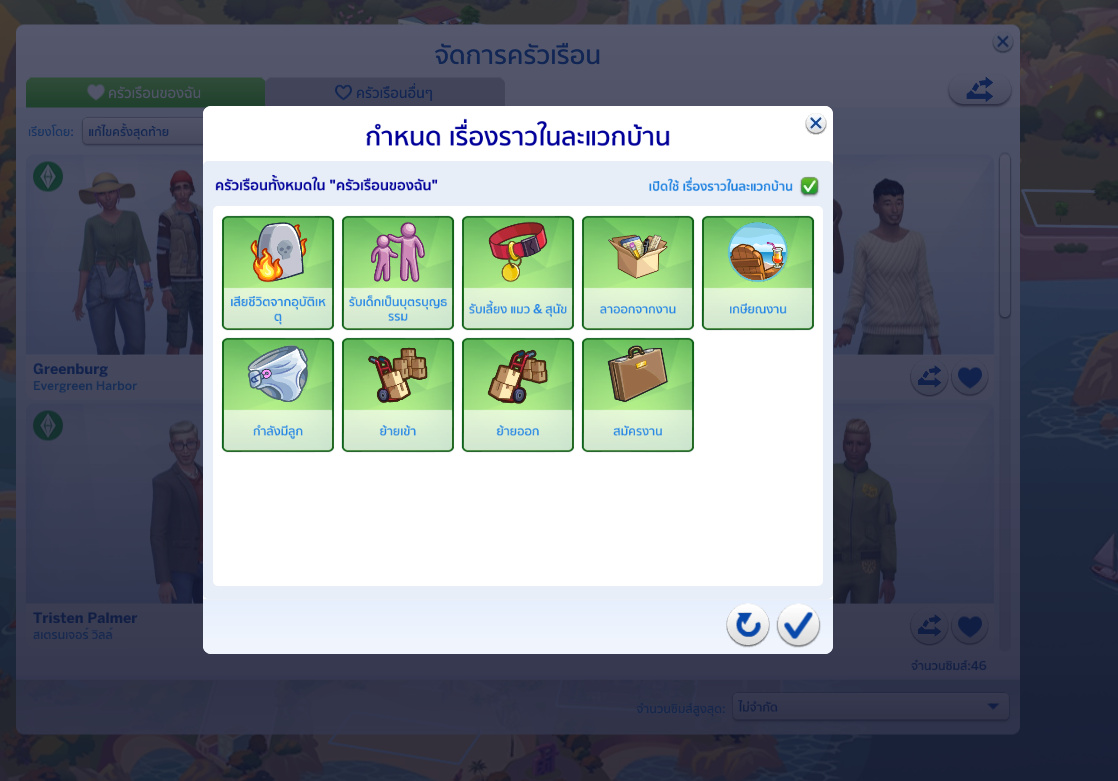 จัดการครัวเรือน
ครัวเรือนของฉัน
ครัวเรือนอื่นๆ
เรียงโดย:
แก้ไขครั้งสุดท้าย
กำหนด เรื่องราวในละแวกบ้าน
ครัวเรือนทั้งหมดใน "ครัวเรือนของฉัน"
เปิดใช้ เรื่องราวในละแวกบ้าน
เสียชีวิตจากอุบัติเห
ตุ
รับเด็กเป็นบุตรบุญธ
รรม
รับเลี้ยง แมว & สุนัข
ลาออกจากงาน
เกษียณงาน
กำลังมีลูก
ย้ายเข้า
ย้ายออก
สมัครงาน
Greenburg
Evergreen Harbor
Tristen Palmer
สเตรนเจอร์ วิลล์
จำนวนซิมส์:46
จำนวนซิมส์สูงสุด:
ไม่จำกัด